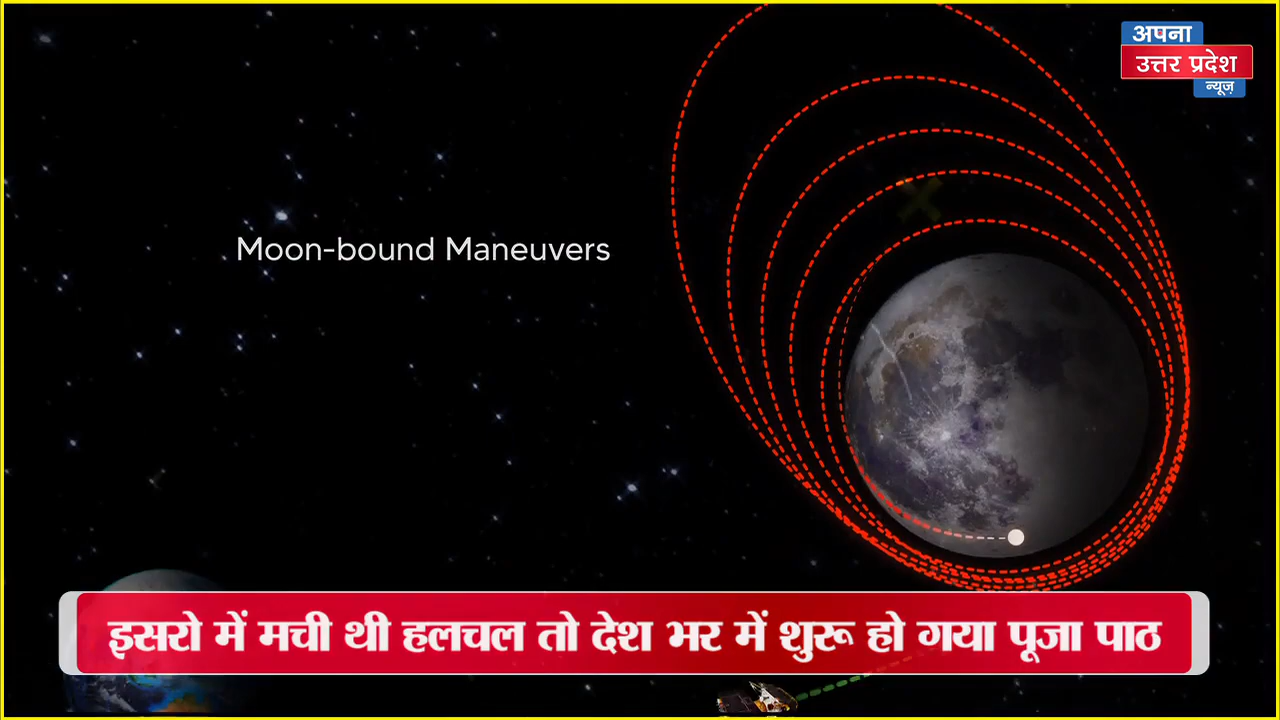 अपना
उत्तर प्रदेश
न्यूज़
Moon-bound Maneuvers
इसरो में मची थी हलचल तो देश भर में शुरू हो गया पूजा पाठ